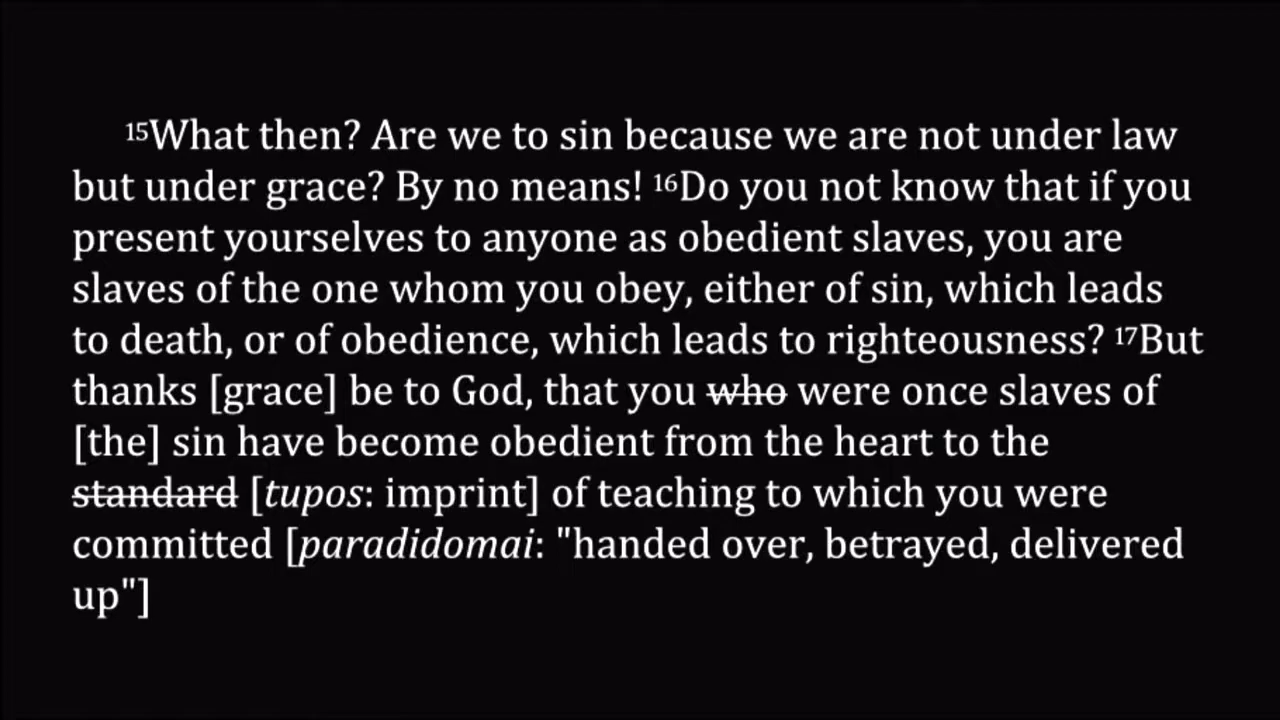 15What then? Are we to sin because we are not under law
but under grace? By no means! 16Do you not know that if you
present yourselves to anyone as obedient slaves, you are
slaves of the one whom you obey, either of sin, which leads
to death, or of obedience, which leads to righteousness? 17But
thanks [grace] be to God, that you who were once slaves of
[the] sin have become obedient from the heart to the
standard [tupos: imprint] of teaching to which you were
committed [paradidomai: "handed over, betrayed, delivered
up"]